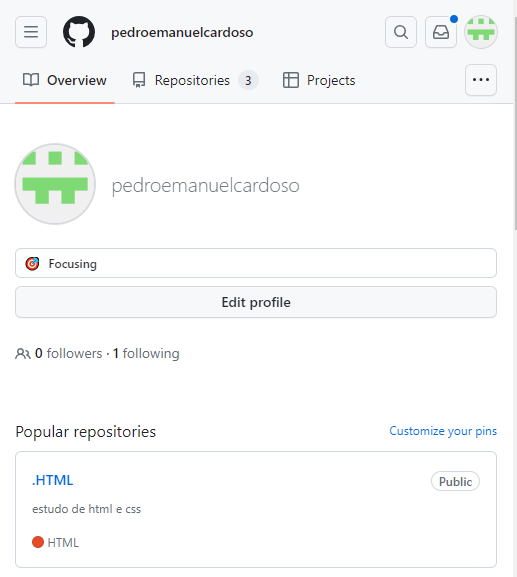 pedroemanuelcardoso
Overview Repositories 3 Projects
pedroemanuelcardoso
Focusing
Edit profile
0 followers · 1 following
Popular repositories Customize your pins
.HTML Public
estudo de html e css
HTML